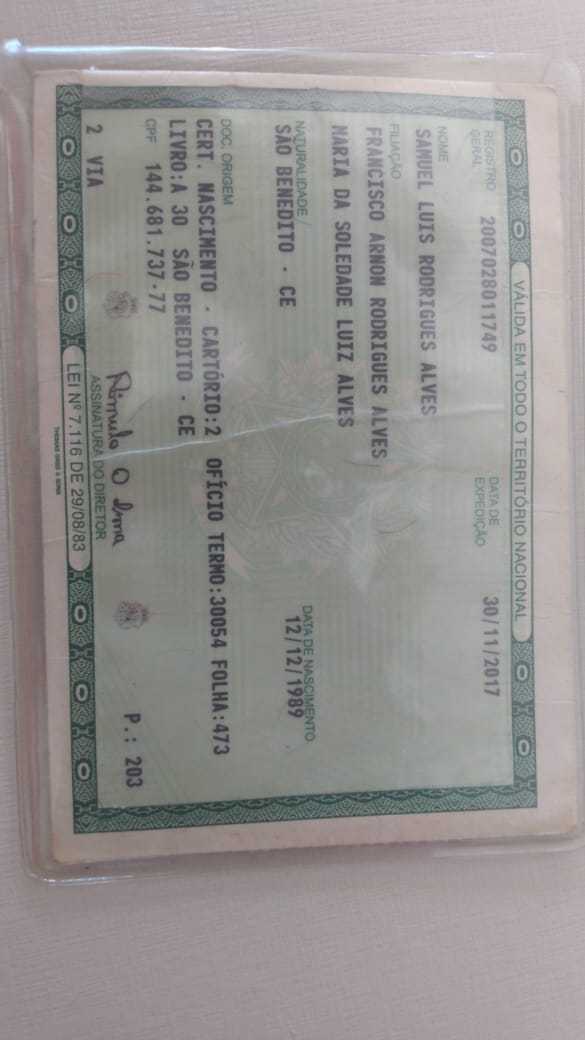 VÁLIDA EM TODO O TERRITÓRIO NACIONAL
REGISTRO GERAL 2007028011749 DATA DE EXPEDIÇÃO 30/11/2017
NOME
SAMUEL LUIS RODRIGUES ALVES
FILIAÇÃO
FRANCISCO ARNON RODRIGUES ALVES/
MARIA DA SOLEDADE LUIZ ALVES
NATURALIDADE/ DATA DE NASCIMENTO
SÃO BENEDITO - CE 12/12/1989
DOC. ORIGEM
CERT. NASCIMENTO - CARTÓRIO:2 OFÍCIO TERMO:30054 FOLHA:473
LIVRO:A 30 SÃO BENEDITO - CE
CPF 144.681.737-77
2 VIA P.: 203
ASSINATURA DO DIRETOR
LEI Nº 7.116 DE 29/08/83